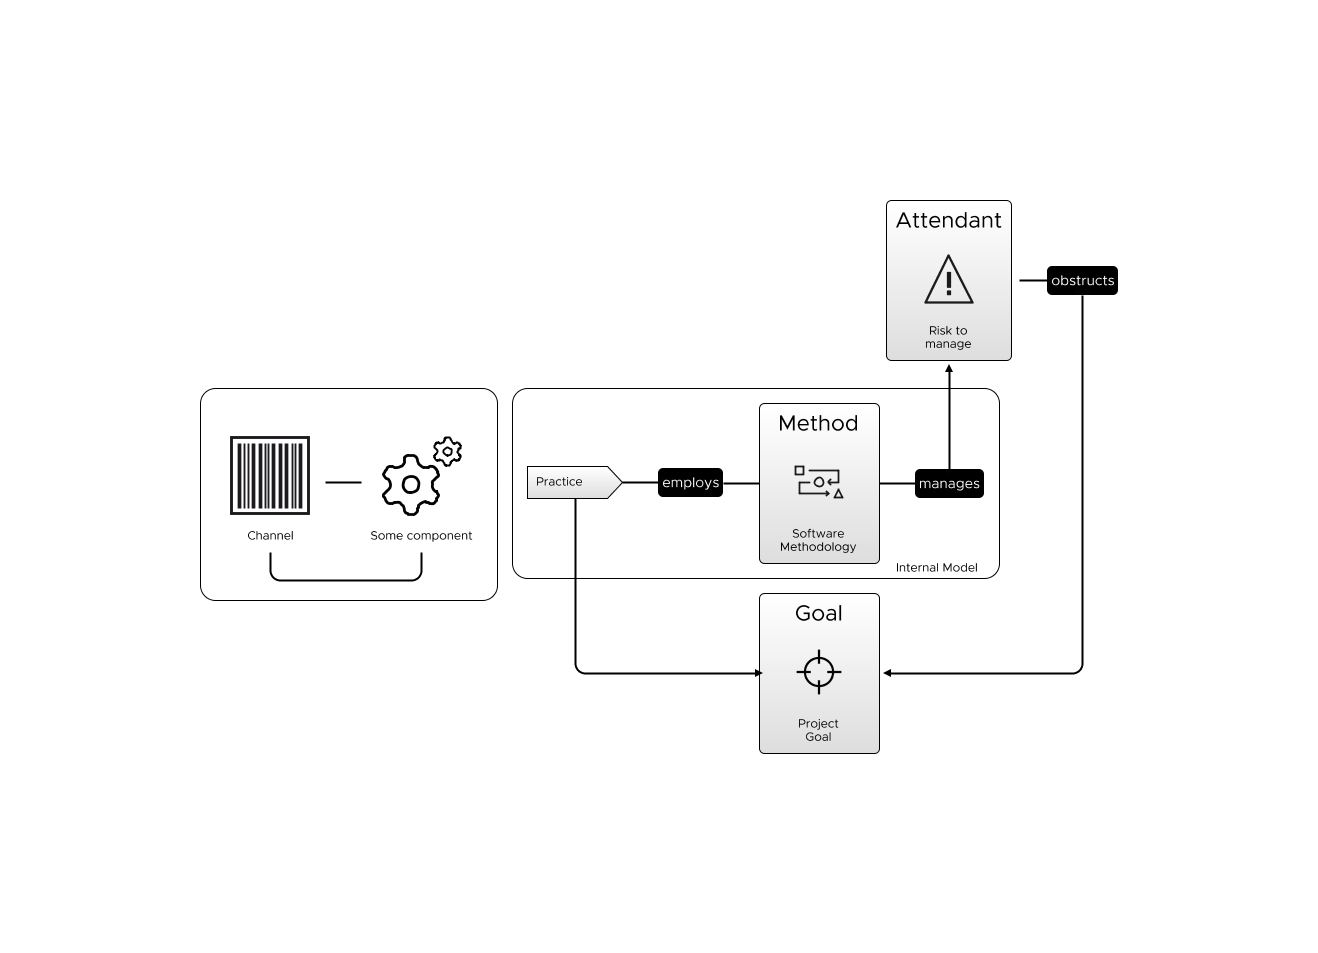 Attendant
obstructs
Risk to
manage
Method
Practice
employs
manages
Channel
Some component
Software
Methodology
Internal Model
Goal
Project
Goal